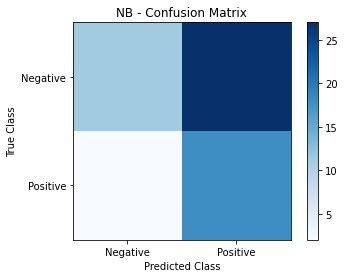 NB - Confusion Matrix
True Class
Negative
Positive
Negative Positive
Predicted Class
25
20
15
10
5